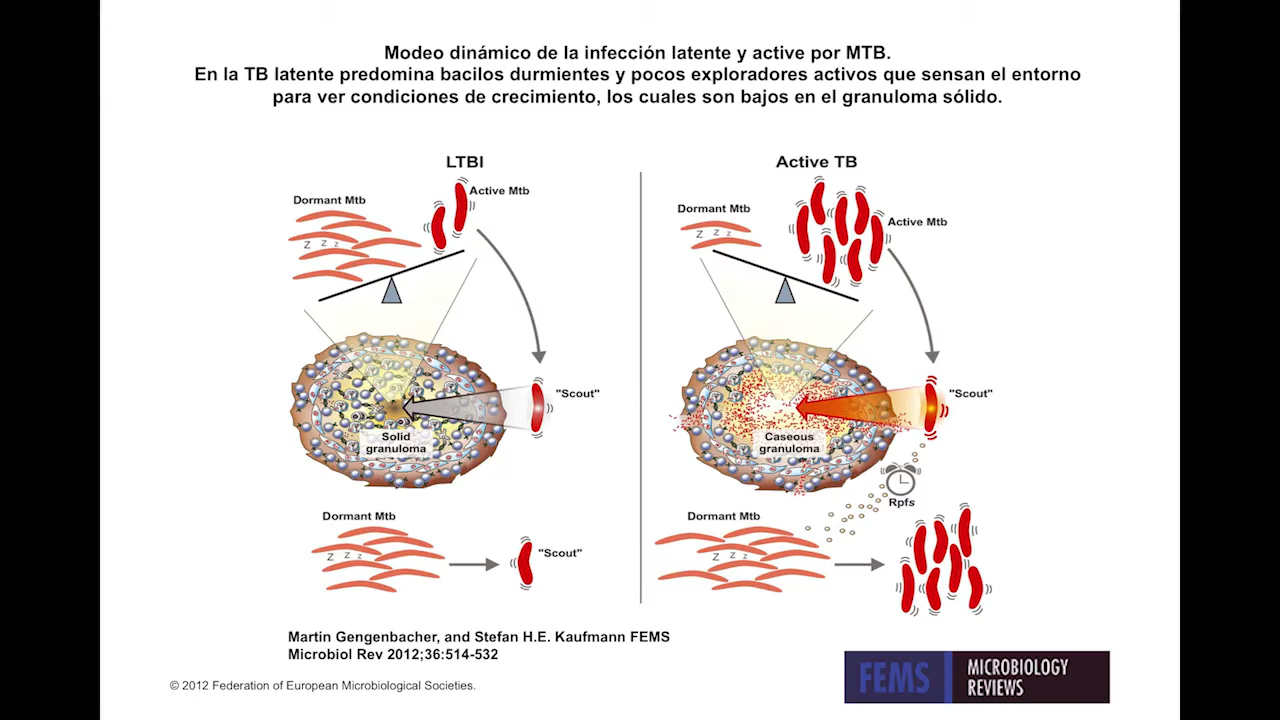 Modeo dinámico de la infección latente y active por MTB.
En la TB latente predomina bacilos durmientes y pocos exploradores activos que sensan el entorno
para ver condiciones de crecimiento, los cuales son bajos en el granuloma sólido.
LTBI
Dormant Mtb
Active Mtb
Z z z
"Scout"
Solid
granuloma
Dormant Mtb
Z z z
"Scout"
Active TB
Dormant Mtb
Active Mtb
Z z z
"Scout"
Caseous
granuloma
Rpfs
Dormant Mtb
Z z z
Martin Gengenbacher, and Stefan H.E. Kaufmann FEMS
Microbiol Rev 2012;36:514-532
© 2012 Federation of European Microbiological Societies.
FEMS
MICROBIOLOGY
REVIEWS